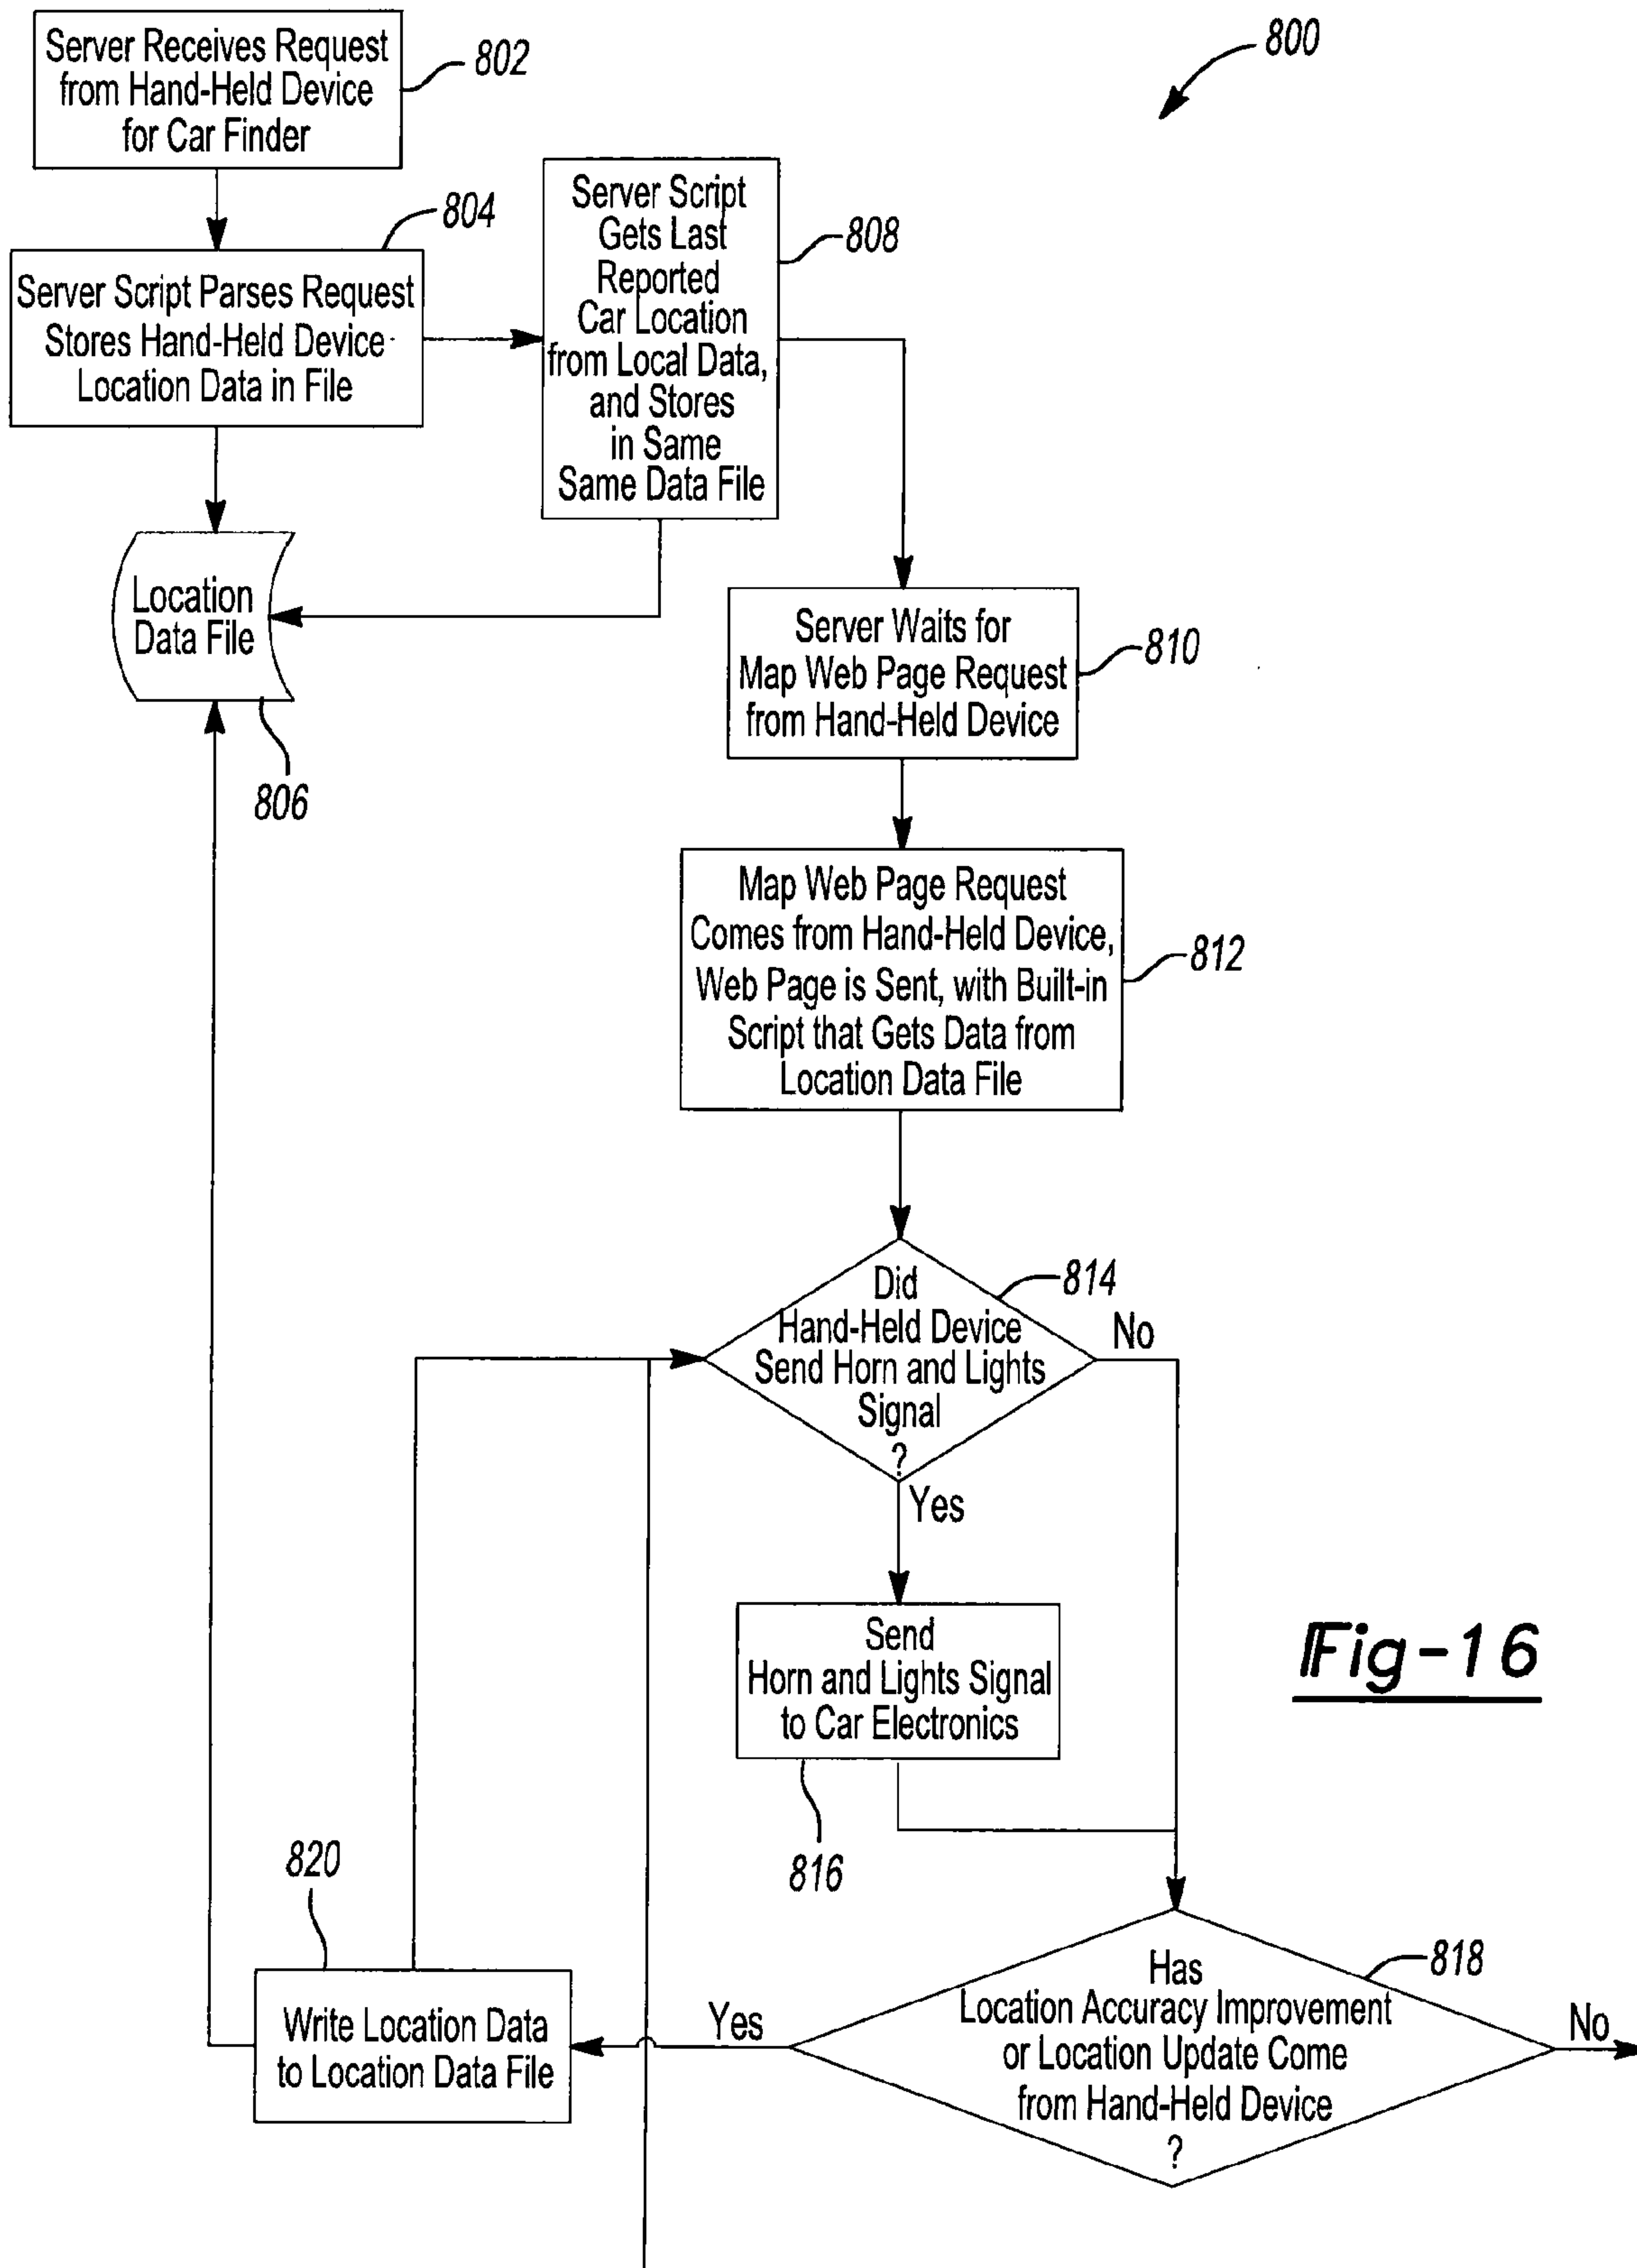 800
Server Receives Request
from Hand-Held Device
for Car Finder
802
804
Server Script Parses Request
Stores Hand-Held Device
Location Data in File
Server Script
Gets Last
Reported
Car Location
from Local Data,
and Stores
in Same
Same Data File
808
Location
Data File
806
Server Waits for
Map Web Page Request
from Hand-Held Device
810
Map Web Page Request
Comes from Hand-Held Device,
Web Page is Sent, with Built-in
Script that Gets Data from
Location Data File
812
Did
Hand-Held Device
Send Horn and Lights
Signal
?
814
No
Yes
Send
Horn and Lights Signal
to Car Electronics
816
Fig-16
820
Write Location Data
to Location Data File
Yes
Has
Location Accuracy Improvement
or Location Update Come
from Hand-Held Device
?
818
No